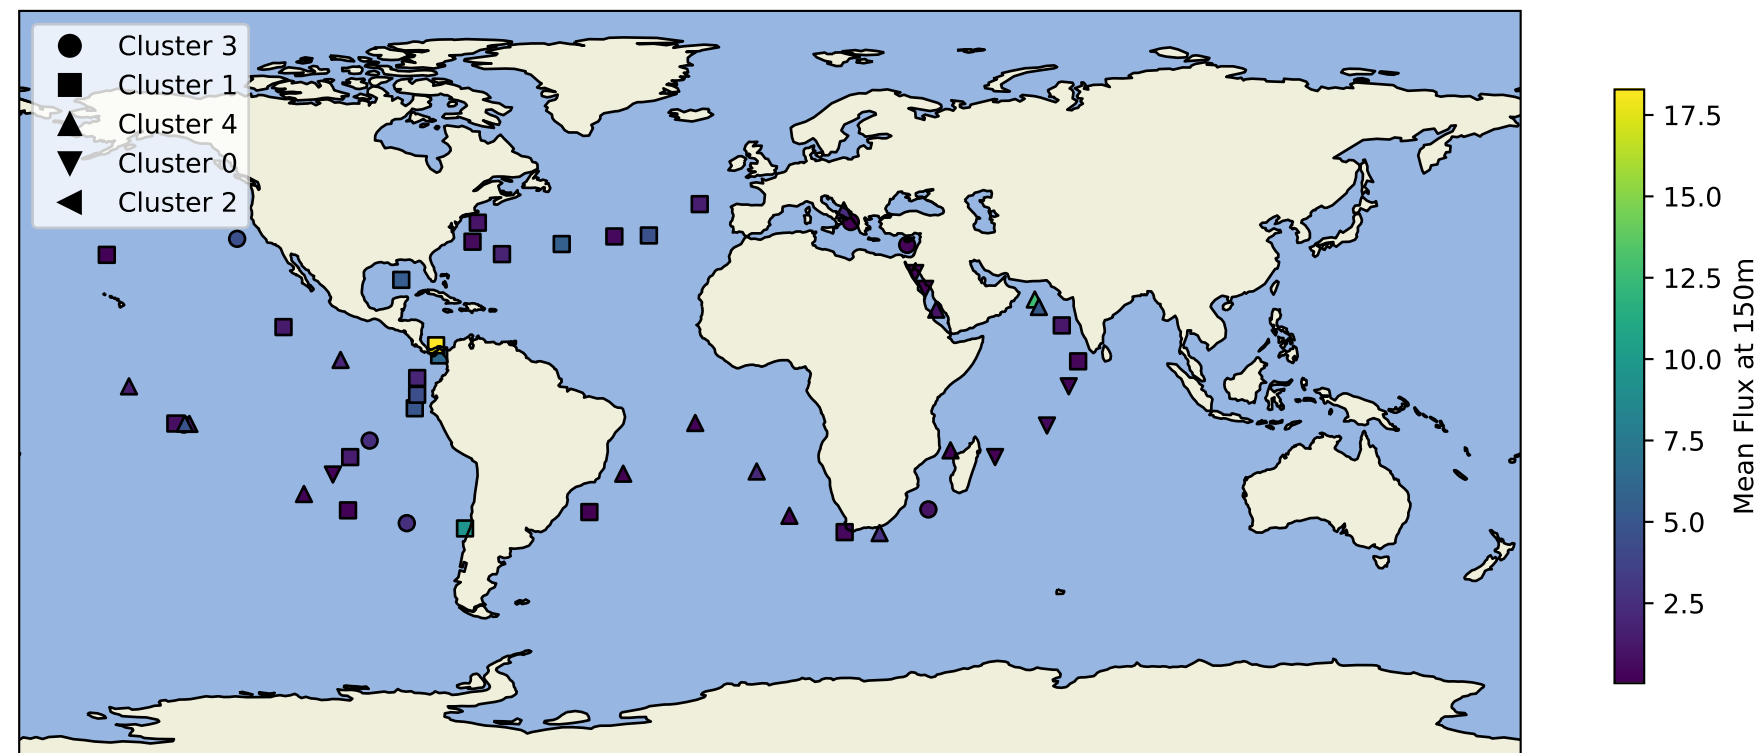 Cluster 3
Cluster 1
Cluster 4
Cluster 0
Cluster 2
17.5
15.0
12.5
10.0
7.5
5.0
2.5
Mean Flux at 150m